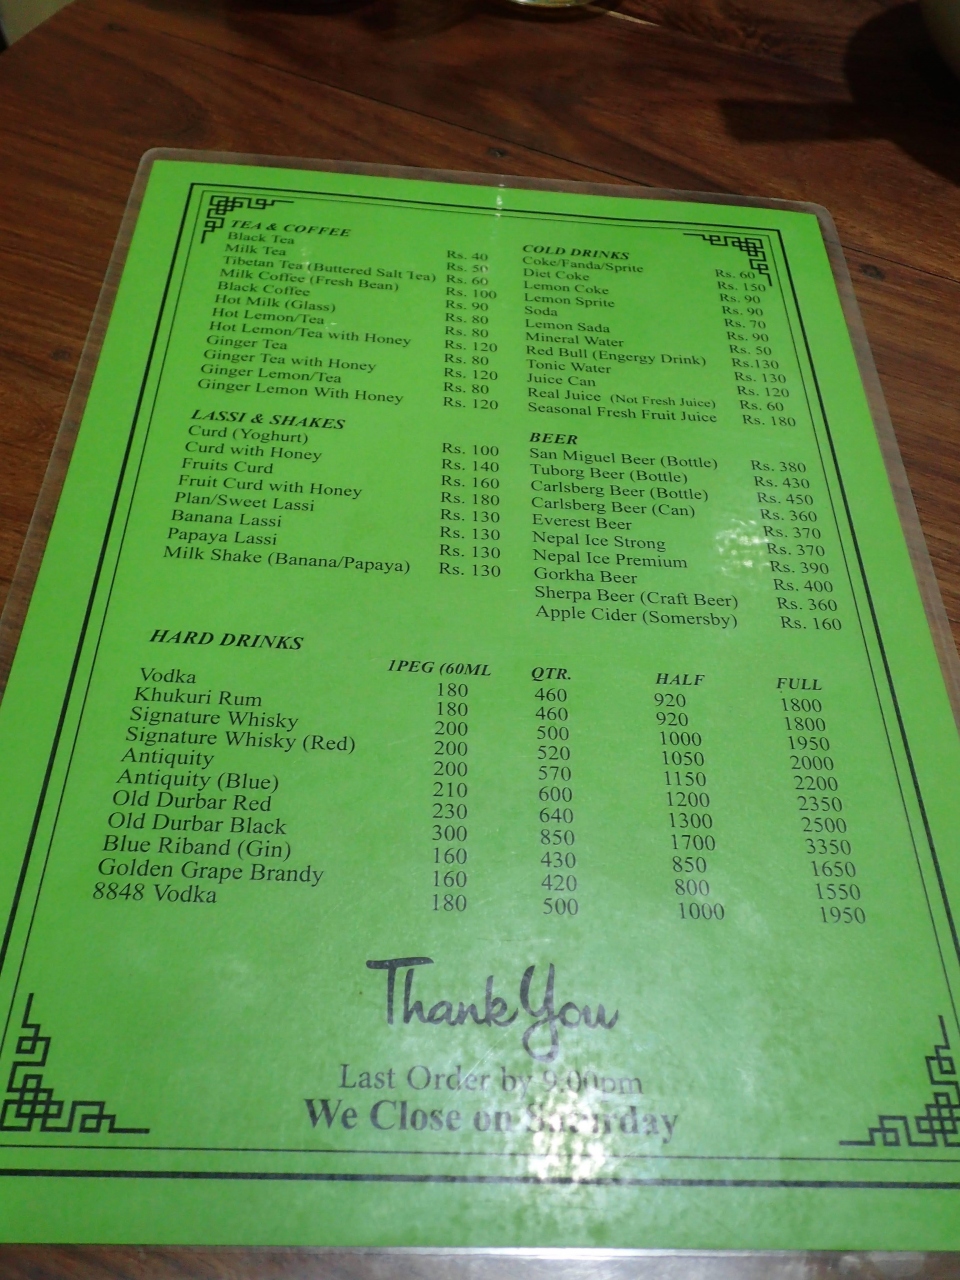 TEA & COFFEE
Black Tea Rs. 40
Milk Tea Rs. 50
Tibetan Tea (Buttered Salt Tea) Rs. 60
Milk Coffee (Fresh Bean) Rs. 100
Black Coffee Rs. 90
Hot Milk (Glass) Rs. 80
Hot Lemon/Tea Rs. 80
Hot Lemon/Tea with Honey Rs. 120
Ginger Tea Rs. 80
Ginger Tea with Honey Rs. 120
Ginger Lemon/Tea Rs. 80
Ginger Lemon With Honey Rs. 120
LASSI & SHAKES
Curd (Yoghurt) Rs. 100
Curd with Honey Rs. 140
Fruits Curd Rs. 160
Fruit Curd with Honey Rs. 180
Plan/Sweet Lassi Rs. 130
Banana Lassi Rs. 130
Papaya Lassi Rs. 130
Milk Shake (Banana/Papaya) Rs. 130
COLD DRINKS
Coke/Fanda/Sprite Rs. 60
Diet Coke Rs. 150
Lemon Coke Rs. 90
Lemon Sprite Rs. 90
Soda Rs. 70
Lemon Sada Rs. 90
Mineral Water Rs. 50
Red Bull (Engergy Drink) Rs.130
Tonic Water Rs. 130
Juice Can Rs. 120
Real Juice (Not Fresh Juice) Rs. 60
Seasonal Fresh Fruit Juice Rs. 180
BEER
San Miguel Beer (Bottle) Rs. 380
Tuborg Beer (Bottle) Rs. 430
Carlsberg Beer (Bottle) Rs. 450
Carlsberg Beer (Can) Rs. 360
Everest Beer Rs. 370
Nepal Ice Strong Rs. 370
Nepal Ice Premium Rs. 390
Gorkha Beer Rs. 400
Sherpa Beer (Craft Beer) Rs. 360
Apple Cider (Somersby) Rs. 160
HARD DRINKS 1PEG (60ML QTR. HALF FULL
Vodka 180 460 920 1800
Khukuri Rum 180 460 920 1800
Signature Whisky 200 500 1000 1950
Signature Whisky (Red) 200 520 1050 2000
Antiquity 200 570 1150 2200
Antiquity (Blue) 210 600 1200 2350
Old Durbar Red 230 640 1300 2500
Old Durbar Black 300 850 1700 3350
Blue Riband (Gin) 160 430 850 1650
Golden Grape Brandy 160 420 800 1550
8848 Vodka 180 500 1000 1950
Thank You
Last Order by 9.00pm
We Close on Saturday